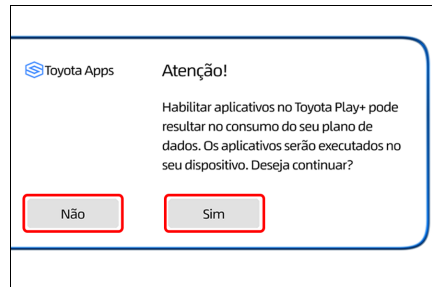 Toyota Apps
Atenção!
Habilitar aplicativos no Toyota Play+ pode
resultar no consumo do seu plano de
dados. Os aplicativos serão executados no
seu dispositivo. Deseja continuar?
Não
Sim